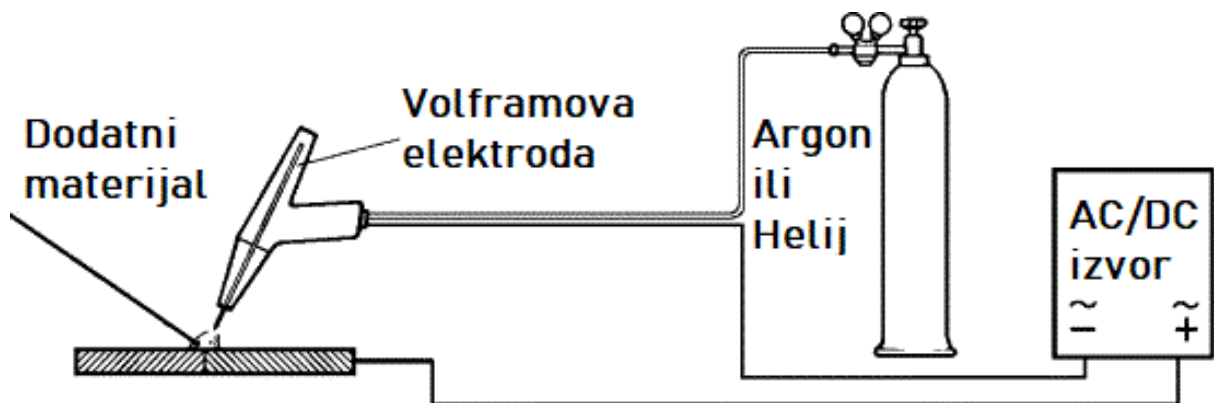 Dodatni
materijal
Volframova
elektroda
Argon
ili
Helij
AC/DC
izvor
~ ~
− +